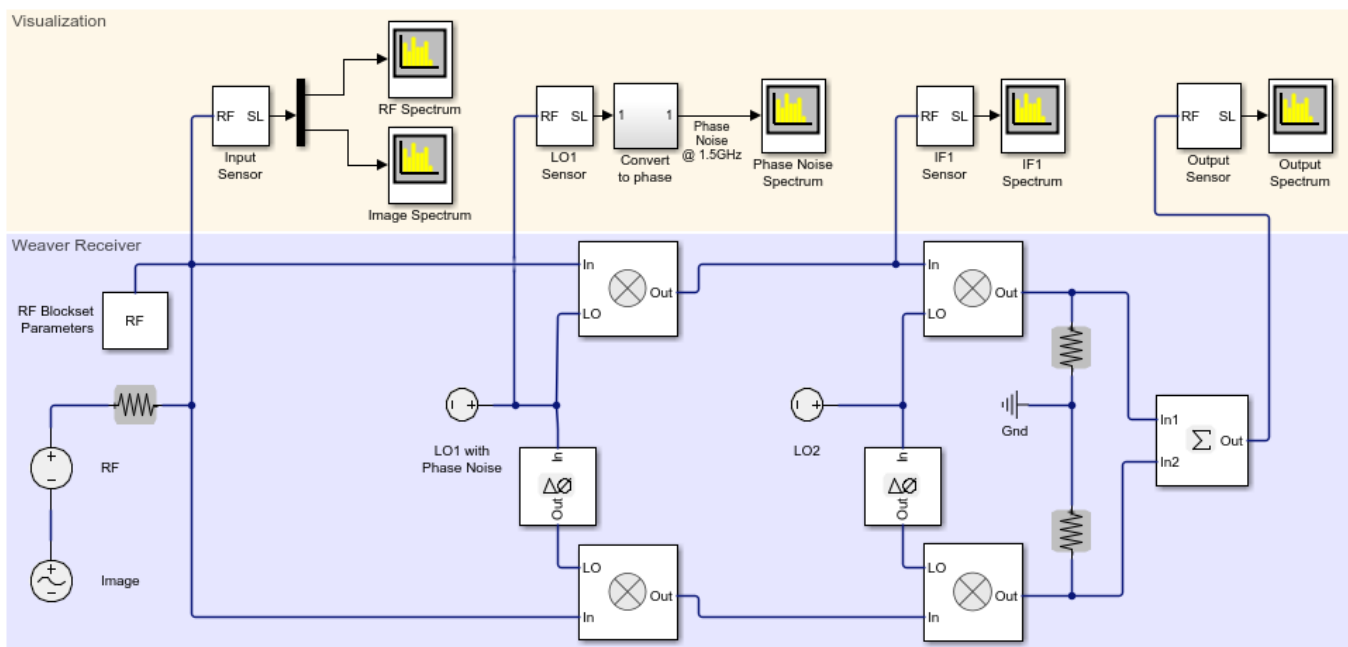 Visualization
RF SL
Input
Sensor
RF Spectrum
Image Spectrum
RF SL
LO1
Sensor
1 1
Convert
to phase
Phase
Noise
@ 1.5GHz
Phase Noise
Spectrum
RF SL
IF1
Sensor
IF1
Spectrum
RF SL
Output
Sensor
Output
Spectrum
Weaver Receiver
RF Blockset
Parameters
RF
In
LO
Out
In
LO
Out
RF
Image
LO1 with
Phase Noise
In
ΔØ
Out
LO2
In
ΔØ
Out
Gnd
In1
In2
Σ
Out
LO
In
Out
LO
In
Out